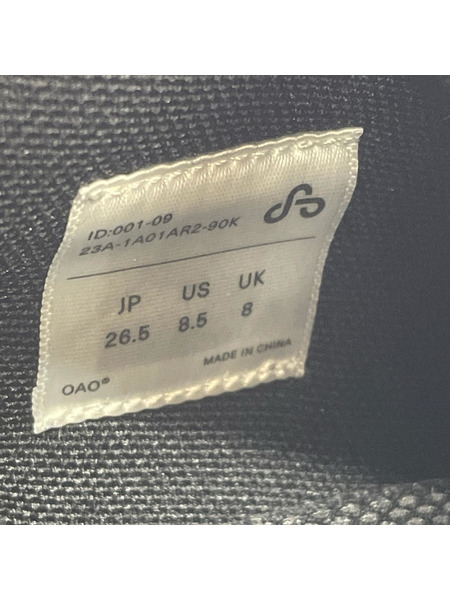 ID:001-09
23A-1A01AR2-90K
JP US UK
26.5 8.5 8
MADE IN CHINA
OAO®